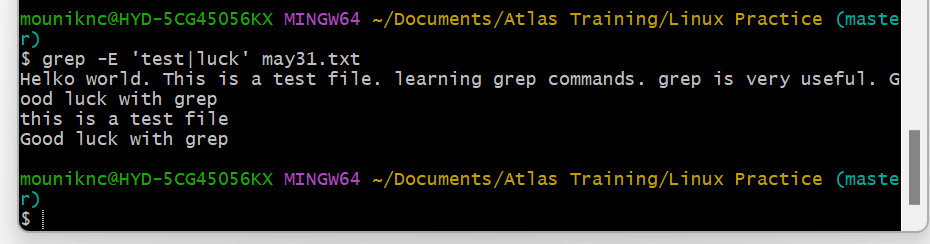 mouniknc@HYD-5CG45056KX MINGW64 ~/Documents/Atlas Training/Linux Practice (maste
r)
$ grep -E 'test|luck' may31.txt
Helko world. This is a test file. learning grep commands. grep is very useful. G
ood luck with grep
this is a test file
Good luck with grep
mouniknc@HYD-5CG45056KX MINGW64 ~/Documents/Atlas Training/Linux Practice (maste
r)
$